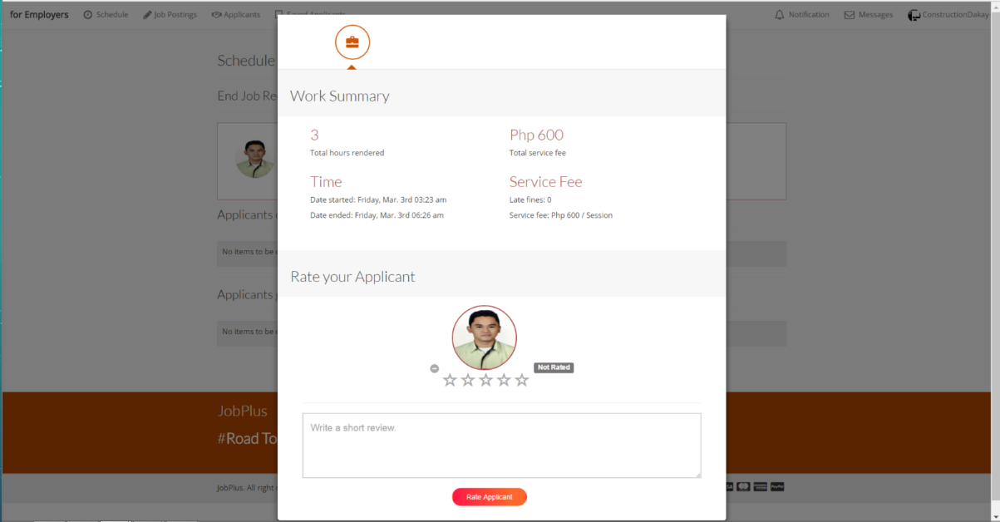 for Employers Schedule Job Postings Applicants Saved Applicants Notification Messages ConstructionDakay
Schedule
End Job Re
Work Summary
3 Php 600
Total hours rendered Total service fee
Time Service Fee
Date started: Friday, Mar. 3rd 03:23 am Late fines: 0
Date ended: Friday, Mar. 3rd 06:26 am Service fee: Php 600 / Session
Applicants
No items to be
Rate your Applicant
Applicants
No items to be
Not Rated
JobPlus
#Road To
Write a short review.
JobPlus. All right
Rate Applicant